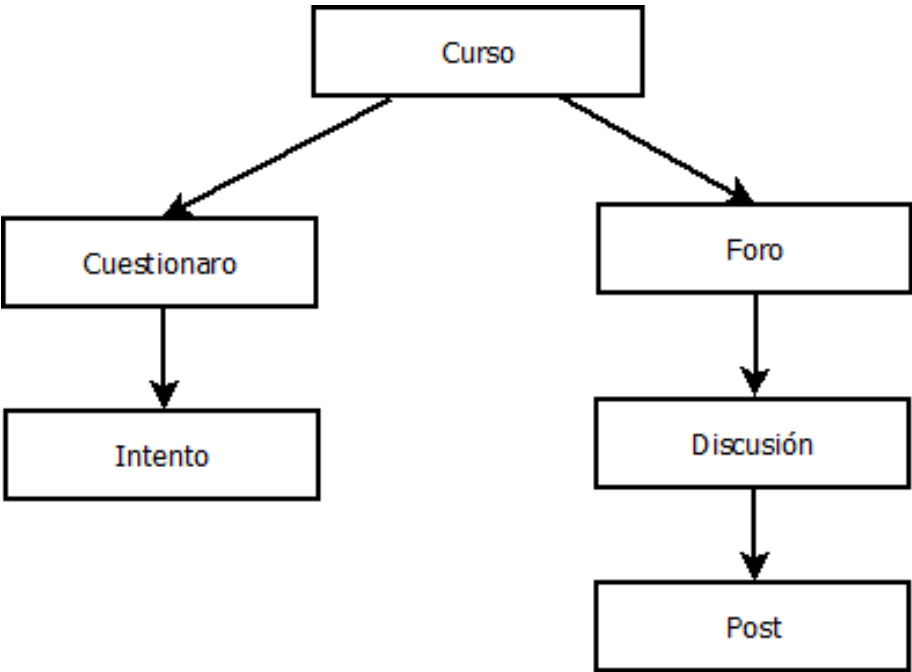 Curso
Cuestionaro
Foro
Intento
Discusión
Post